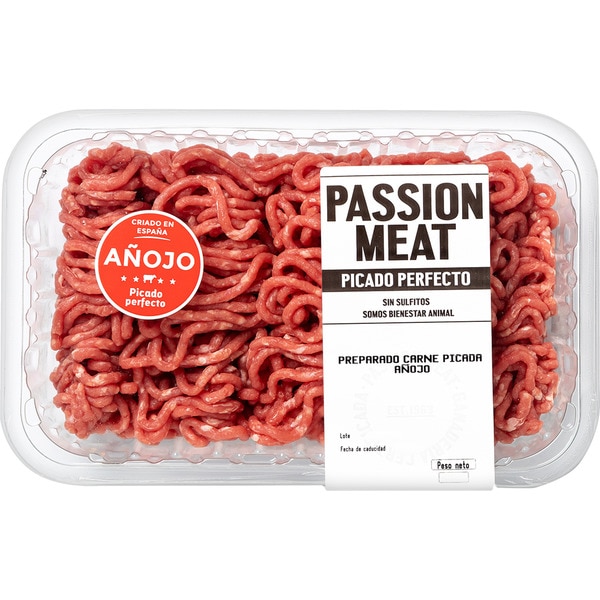 CRIADO EN
ESPAÑA
AÑOJO
Picado
perfecto
PASSION
MEAT
PICADO PERFECTO
SIN SULFITOS
SOMOS BIENESTAR ANIMAL
PREPARADO CARNE PICADA
AÑOJO
Lote
Fecha de caducidad
Peso neto